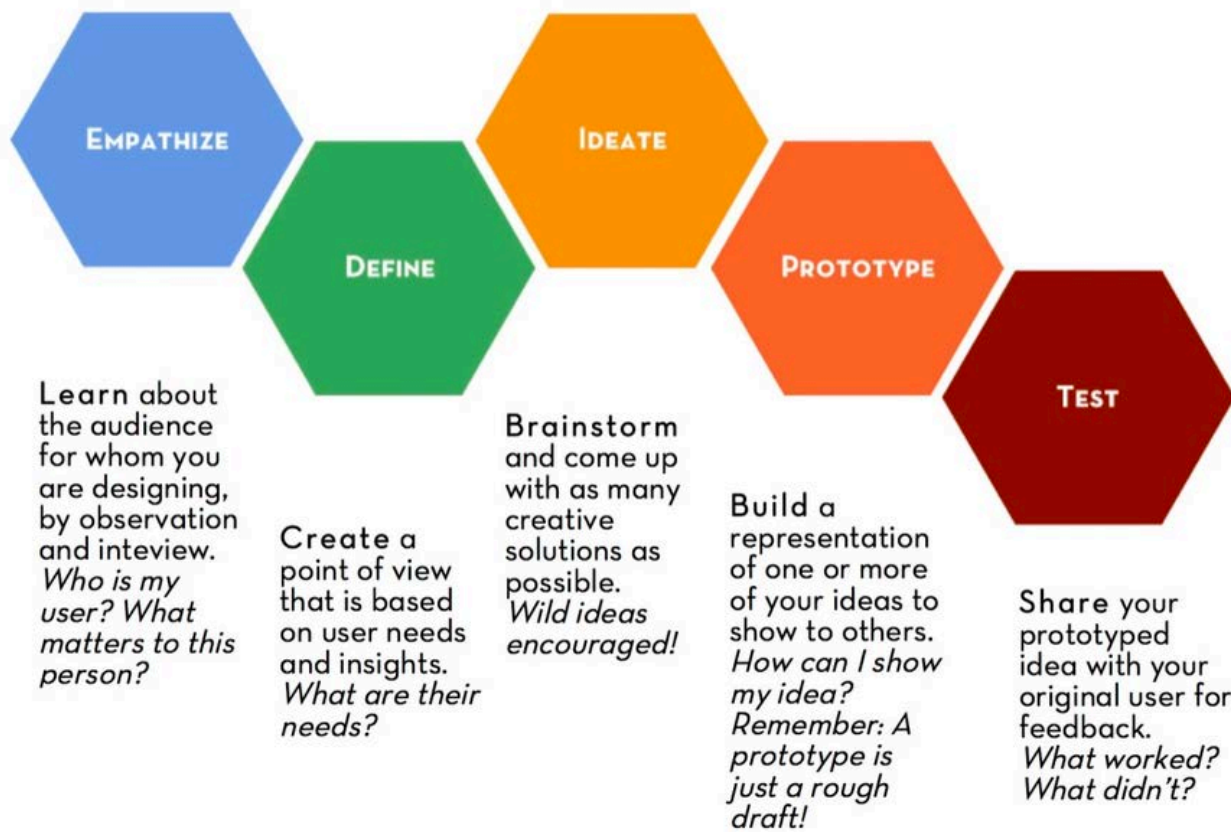 EMPATHIZE
DEFINE
IDEATE
PROTOTYPE
TEST
Learn about
the audience
for whom you
are designing,
by observation
and inteview.
Who is my
user? What
matters to this
person?
Create a
point of view
that is based
on user needs
and insights.
What are their
needs?
Brainstorm
and come up
with as many
creative
solutions as
possible.
Wild ideas
encouraged!
Build a
representation
of one or more
of your ideas to
show to others.
How can I show
my idea?
Remember: A
prototype is
just a rough
draft!
Share your
prototyped
idea with your
original user for
feedback.
What worked?
What didn't?